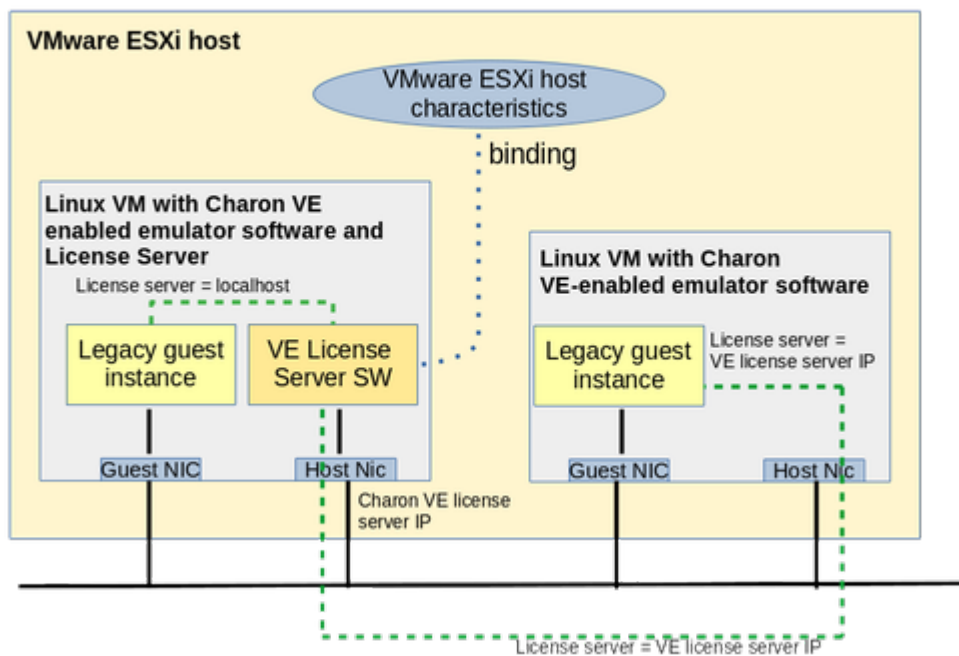 VMware ESXi host
VMware ESXi host
characteristics
binding
Linux VM with Charon VE
enabled emulator software and
License Server
License server = localhost
Legacy guest
instance
VE License
Server SW
Guest NIC
Host Nic
Charon VE license
server IP
Linux VM with Charon
VE-enabled emulator software
Legacy guest
instance
License server =
VE license server IP
Guest NIC
Host Nic
License server = VE license server IP